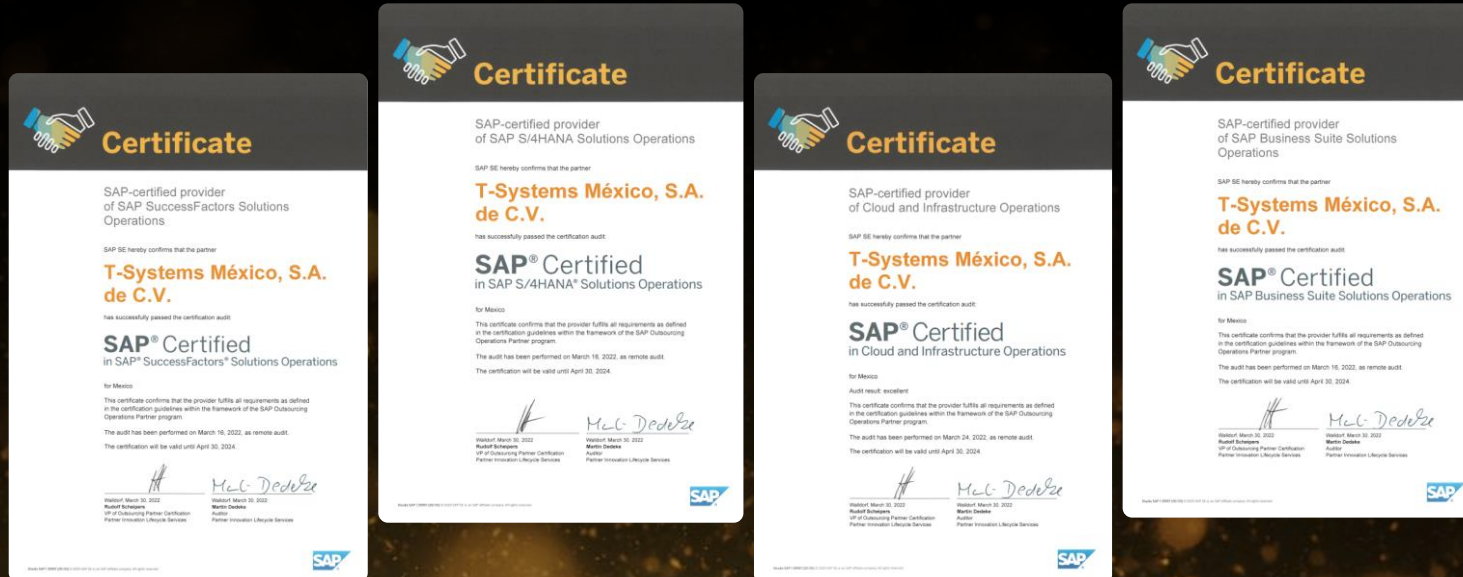 Certificate
SAP-certified provider
of SAP SuccessFactors Solutions
Operations
SAP SE hereby confirms that the partner
T-Systems México, S.A.
de C.V.
has successfully passed the certification audit:
SAP® Certified
in SAP® SuccessFactors® Solutions Operations
for Mexico
This certificate confirms that the provider fulfills all requirements as defined
in the certification guidelines within the framework of the SAP Outsourcing
Operations Partner program.
The audit has been performed on March 16, 2022, as remote audit.
The certification will be valid until April 30, 2024.
Walldorf, March 30, 2022
Rudolf Scheipers
VP of Outsourcing Partner Certification
Partner Innovation Lifecycle Services
Walldorf, March 30, 2022
Martin Dedeke
Auditor
Partner Innovation Lifecycle Services
SAP
Certificate
SAP-certified provider
of SAP S/4HANA Solutions Operations
SAP SE hereby confirms that the partner
T-Systems México, S.A.
de C.V.
has successfully passed the certification audit:
SAP® Certified
in SAP S/4HANA® Solutions Operations
for Mexico
This certificate confirms that the provider fulfills all requirements as defined
in the certification guidelines within the framework of the SAP Outsourcing
Operations Partner program.
The audit has been performed on March 16, 2022, as remote audit.
The certification will be valid until April 30, 2024.
Walldorf, March 30, 2022
Rudolf Scheipers
VP of Outsourcing Partner Certification
Partner Innovation Lifecycle Services
Walldorf, March 30, 2022
Martin Dedeke
Auditor
Partner Innovation Lifecycle Services
SAP
Certificate
SAP-certified provider
of Cloud and Infrastructure Operations
SAP SE hereby confirms that the partner
T-Systems México, S.A.
de C.V.
has successfully passed the certification audit:
SAP® Certified
in Cloud and Infrastructure Operations
for Mexico
Audit result: excellent
This certificate confirms that the provider fulfills all requirements as defined
in the certification guidelines within the framework of the SAP Outsourcing
Operations Partner program.
The audit has been performed on March 24, 2022, as remote audit.
The certification will be valid until April 30, 2024.
Walldorf, March 30, 2022
Rudolf Scheipers
VP of Outsourcing Partner Certification
Partner Innovation Lifecycle Services
Walldorf, March 30, 2022
Martin Dedeke
Auditor
Partner Innovation Lifecycle Services
SAP
Certificate
SAP-certified provider
of SAP Business Suite Solutions
Operations
SAP SE hereby confirms that the partner
T-Systems México, S.A.
de C.V.
has successfully passed the certification audit:
SAP® Certified
in SAP Business Suite Solutions Operations
for Mexico
This certificate confirms that the provider fulfills all requirements as defined
in the certification guidelines within the framework of the SAP Outsourcing
Operations Partner program.
The audit has been performed on March 16, 2022, as remote audit.
The certification will be valid until April 30, 2024.
Walldorf, March 30, 2022
Rudolf Scheipers
VP of Outsourcing Partner Certification
Partner Innovation Lifecycle Services
Walldorf, March 30, 2022
Martin Dedeke
Auditor
Partner Innovation Lifecycle Services
SAP